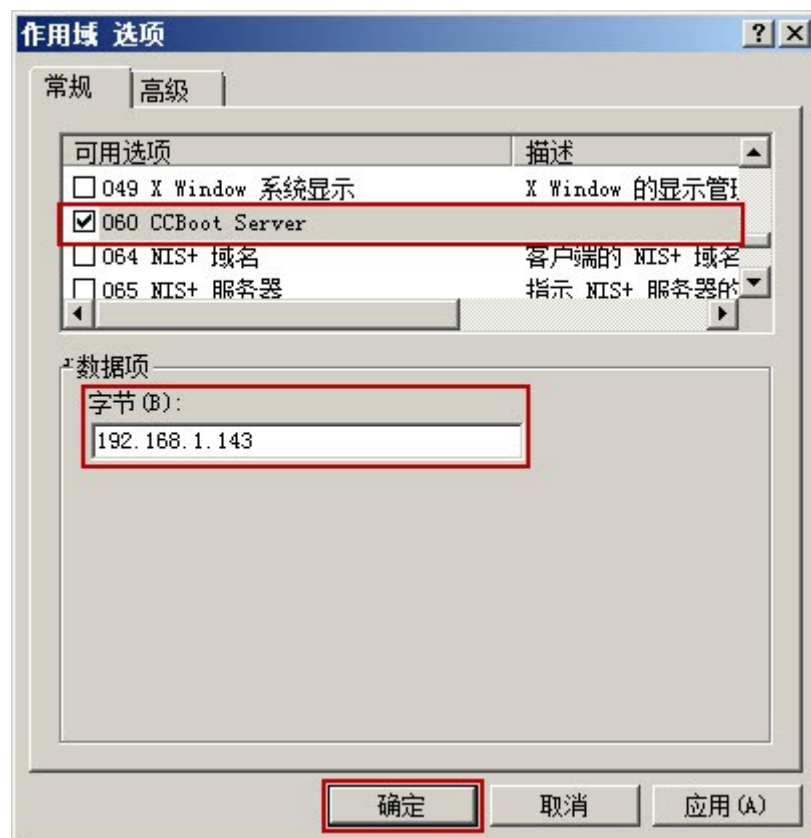 作用域 选项
常规
高级
可用选项 描述
049 X Window 系统显示 X Window 的显示管
060 CCBoot Server
064 NIS+ 域名 客户端的 NIS+ 域名
065 NIS+ 服务器 指示 NIS+ 服务器的
数据项
字节(B):
192.168.1.143
确定 取消 应用(A)